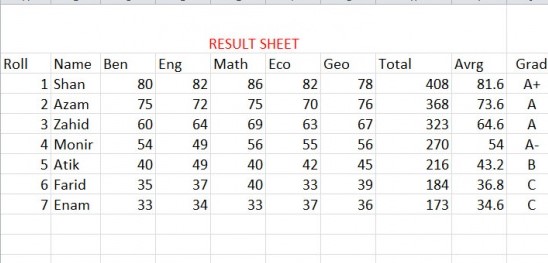 RESULT SHEET
Roll Name Ben Eng Math Eco Geo Total Avrg Grad
1 Shan 80 82 86 82 78 408 81.6 A+
2 Azam 75 72 75 70 76 368 73.6 A
3 Zahid 60 64 69 63 67 323 64.6 A
4 Monir 54 49 56 55 56 270 54 A-
5 Atik 40 49 40 42 45 216 43.2 B
6 Farid 35 37 40 33 39 184 36.8 C
7 Enam 33 34 33 37 36 173 34.6 C